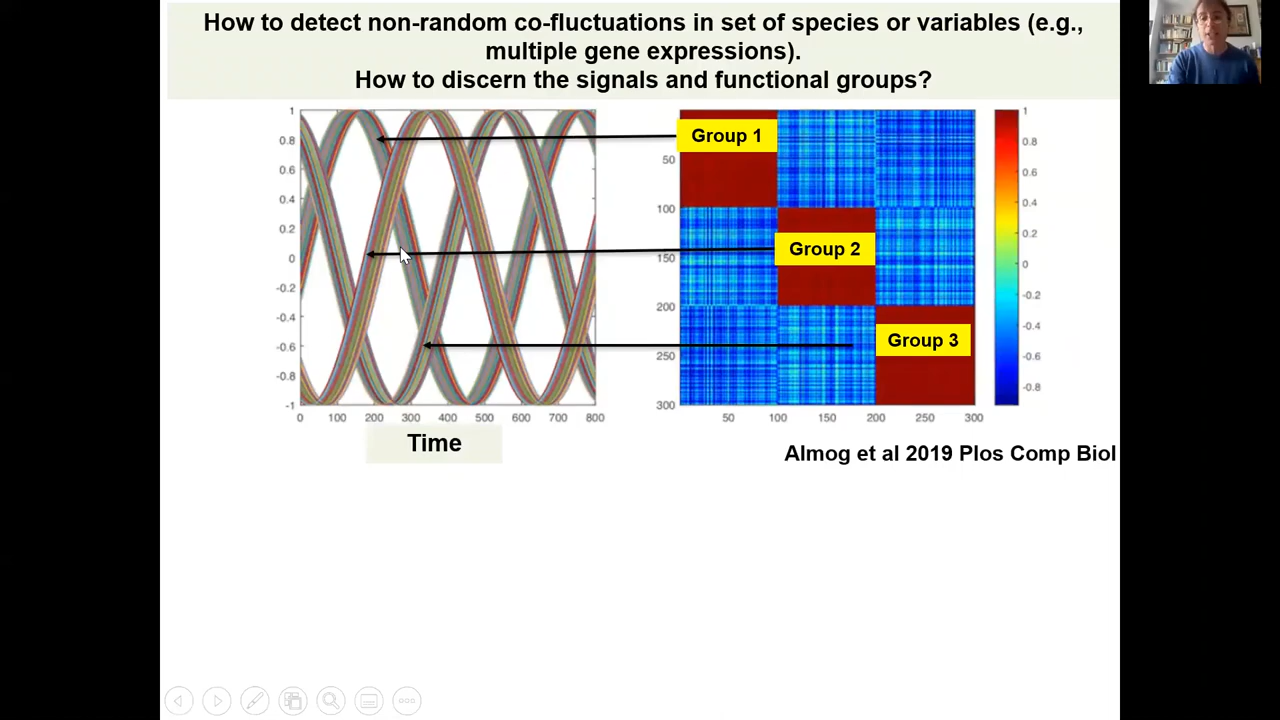 How to detect non-random co-fluctuations in set of species or variables (e.g.,
multiple gene expressions).
How to discern the signals and functional groups?
1
0.8
0.6
0.4
0.2
0
-0.2
-0.4
-0.6
-0.8
-1
0 100 200 300 400 500 600 700 800
Time
Group 1
Group 2
Group 3
50
100
150
200
250
300
50 100 150 200 250 300
1
0.8
0.6
0.4
0.2
0
-0.2
-0.4
-0.6
-0.8
Almog et al 2019 Plos Comp Biol